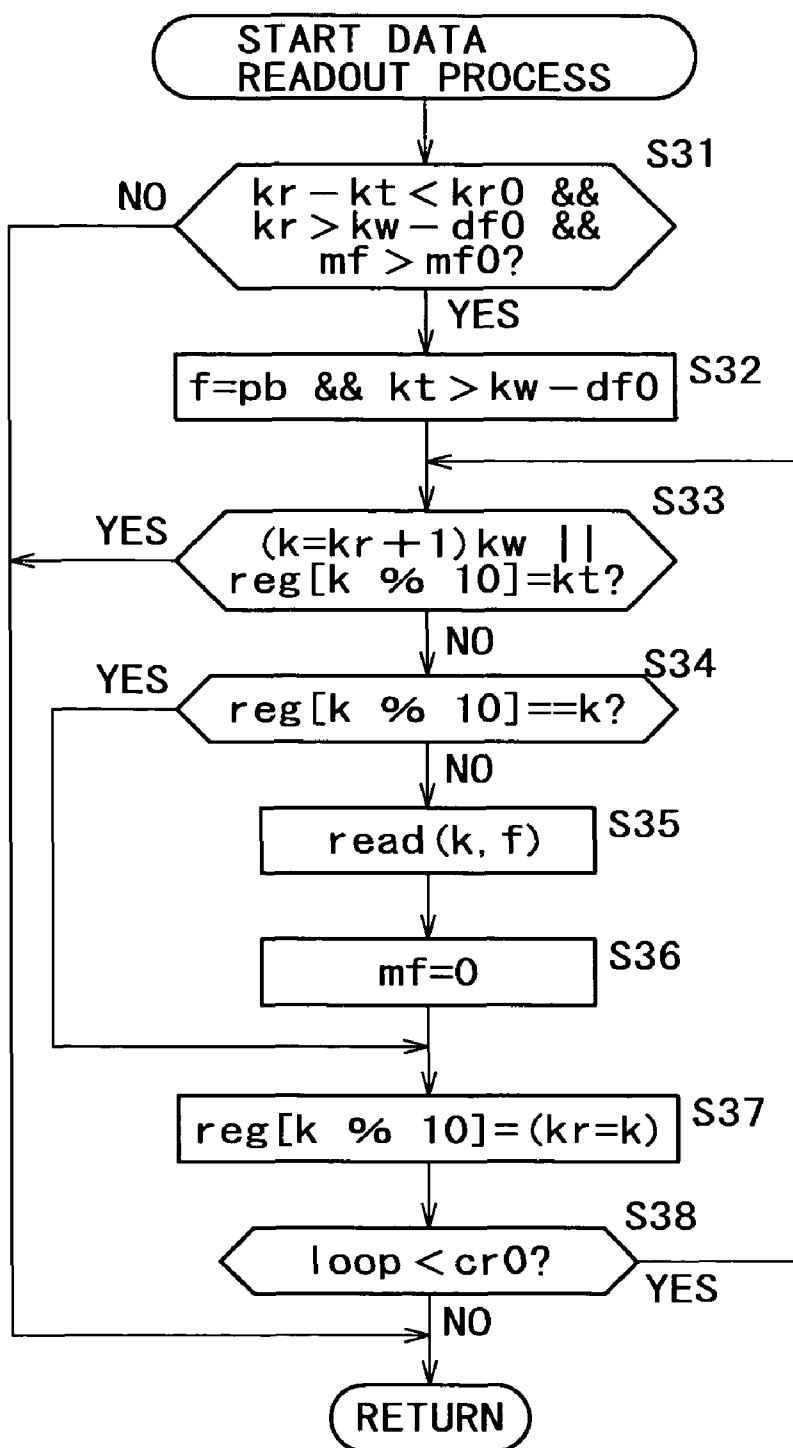 START DATA
READOUT PROCESS
S31
NO
kr-kt<kr0 &&
kr>kw-df0 &&
mf>mf0?
YES
S32
f=pb && kt>kw-df0
S33
YES
(k=kr+1)kw ||
reg[k % 10]=kt?
NO
S34
YES
reg[k % 10]==k?
NO
S35
read(k,f)
S36
mf=0
S37
reg[k % 10]=(kr=k)
S38
loop<cr0?
YES
NO
RETURN